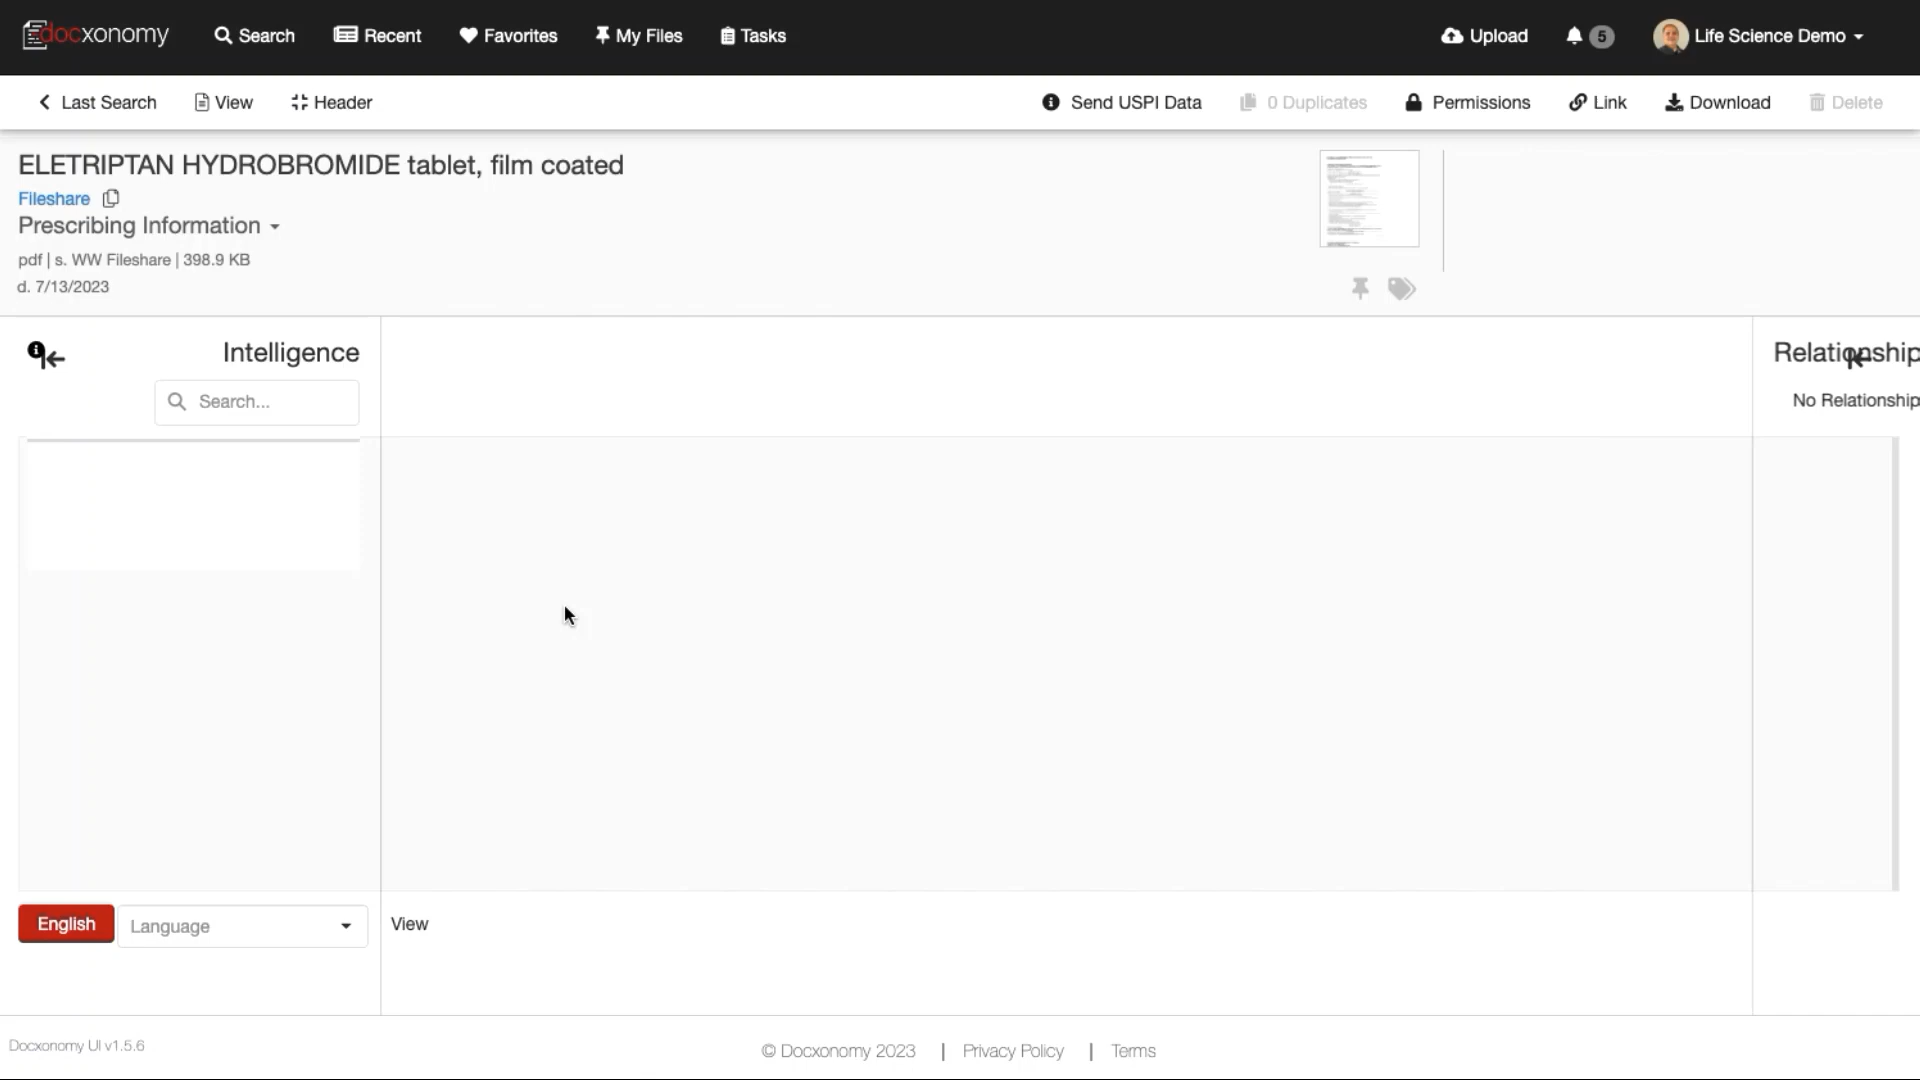 docxonomy Search Recent Favorites My Files Tasks Upload 5 Life Science Demo
Last Search View Header Send USPI Data 0 Duplicates Permissions Link Download Delete
ELETRIPTAN HYDROBROMIDE tablet, film coated
Fileshare
Prescribing Information
pdf | s. WW Fileshare | 398.9 KB
d. 7/13/2023
Intelligence
Search...
Relationship
No Relationship
English Language View
Docxonomy UI v1.5.6
© Docxonomy 2023 | Privacy Policy | Terms